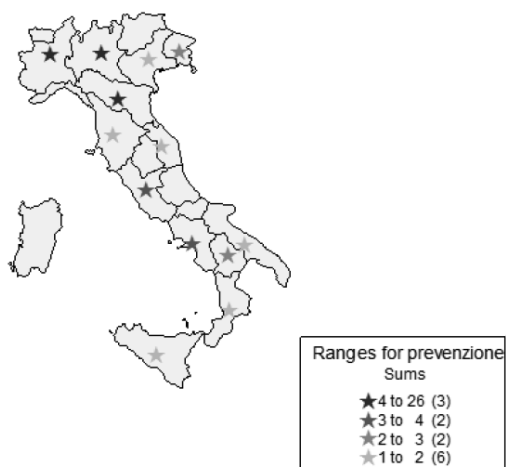 Ranges for prevenzione
Sums
4 to 26 (3)
3 to 4 (2)
2 to 3 (2)
1 to 2 (6)